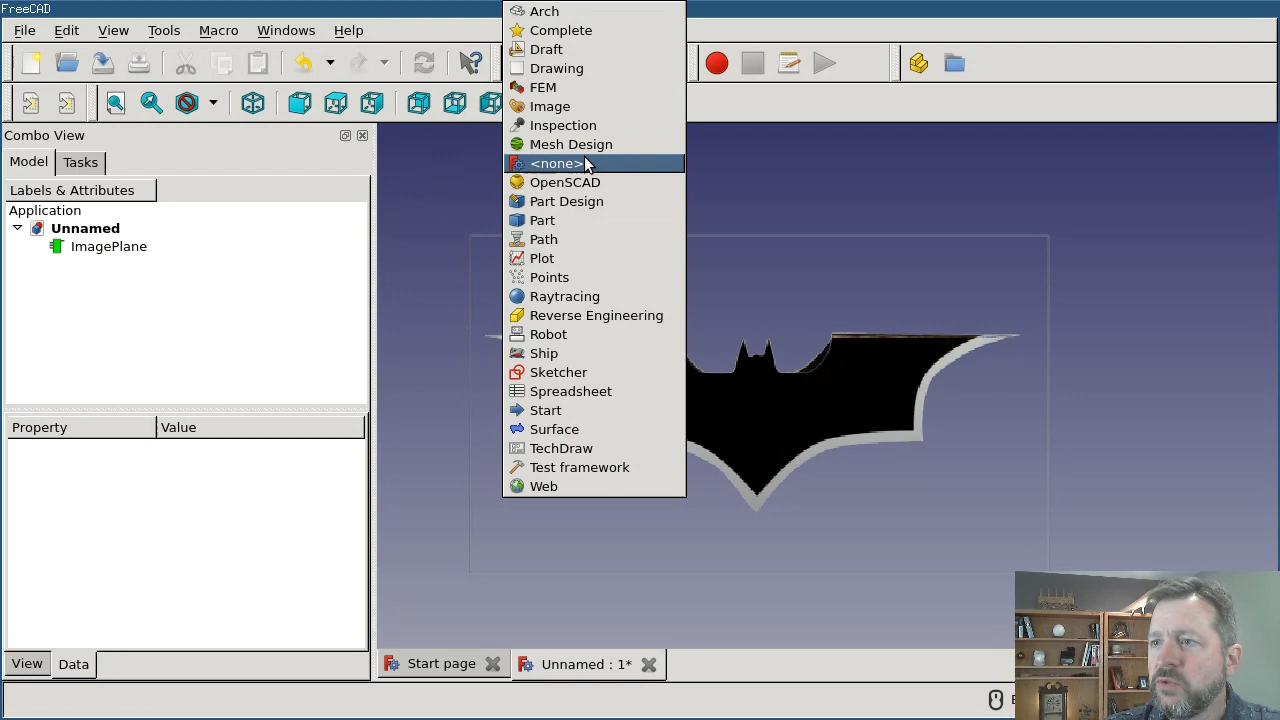 FreeCAD
File Edit View Tools Macro Windows Help
Combo View
Model Tasks
Labels & Attributes
Application
Unnamed
ImagePlane
Property Value
View Data
Arch
Complete
Draft
Drawing
FEM
Image
Inspection
Mesh Design
<none>
OpenSCAD
Part Design
Part
Path
Plot
Points
Raytracing
Reverse Engineering
Robot
Ship
Sketcher
Spreadsheet
Start
Surface
TechDraw
Test framework
Web
Start page
Unnamed : 1*